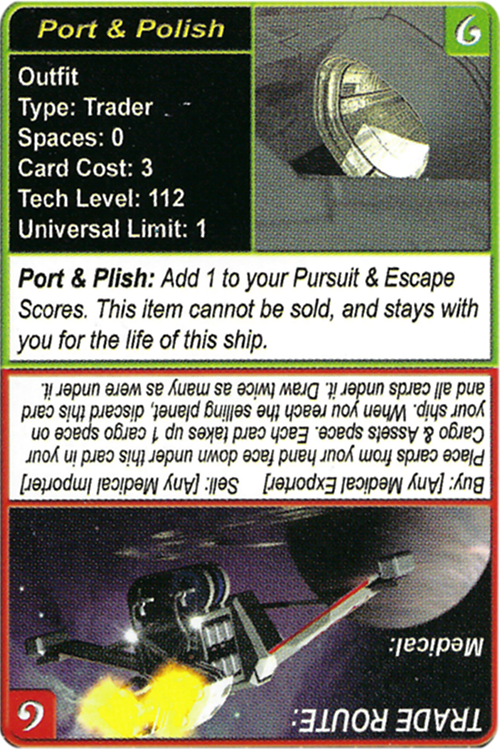 Port & Polish
6
Outfit
Type: Trader
Spaces: 0
Card Cost: 3
Tech Level: 112
Universal Limit: 1
Port & Plish: Add 1 to your Pursuit & Escape
Scores. This item cannot be sold, and stays with
you for the life of this ship.
TRADE ROUTE:
6
Medical:
Buy: [Any Medical Exporter] Sell: [Any Medical Importer]
Place cards from your hand face down under this card in your
Cargo & Assets space. Each card takes up 1 cargo space on
your ship. When you reach the selling planet, discard this card
and all cards under it. Draw twice as many as were under it.